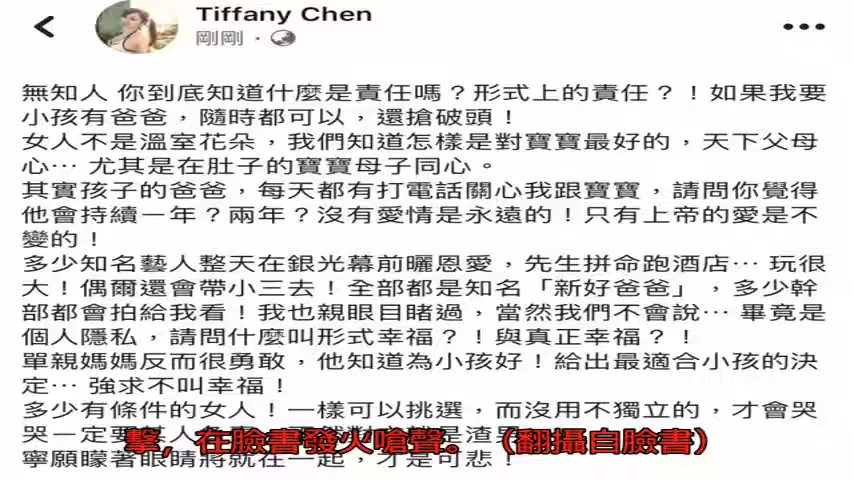 Tiffany Chen
剛剛 ·
無知人 你到底知道什麼是責任嗎？形式上的責任？！如果我要
小孩有爸爸，隨時都可以，還搶破頭！
女人不是溫室花朵，我們知道怎樣是對寶寶最好的，天下父母
心… 尤其是在肚子的寶寶母子同心。
其實孩子的爸爸，每天都有打電話關心我跟寶寶，請問你覺得
他會持續一年？兩年？沒有愛情是永遠的！只有上帝的愛是不
變的！
多少知名藝人整天在銀光幕前曬恩愛，先生拼命跑酒店… 玩很
大！偶爾還會帶小三去！全部都是知名「新好爸爸」，多少幹
部都會拍給我看！我也親眼目睹過，當然我們不會說… 畢竟是
個人隱私，請問什麼叫形式幸福？！與真正幸福？！
單親媽媽反而很勇敢，他知道為小孩好！給出最適合小孩的決
定… 強求不叫幸福！
多少有條件的女人！一樣可以挑選，而沒用不獨立的，才會哭
哭一定要某人
是渣
寧願矇著眼睛將就在一起，才是可悲！
擊，在臉書發火嗆聲。（翻攝自臉書）